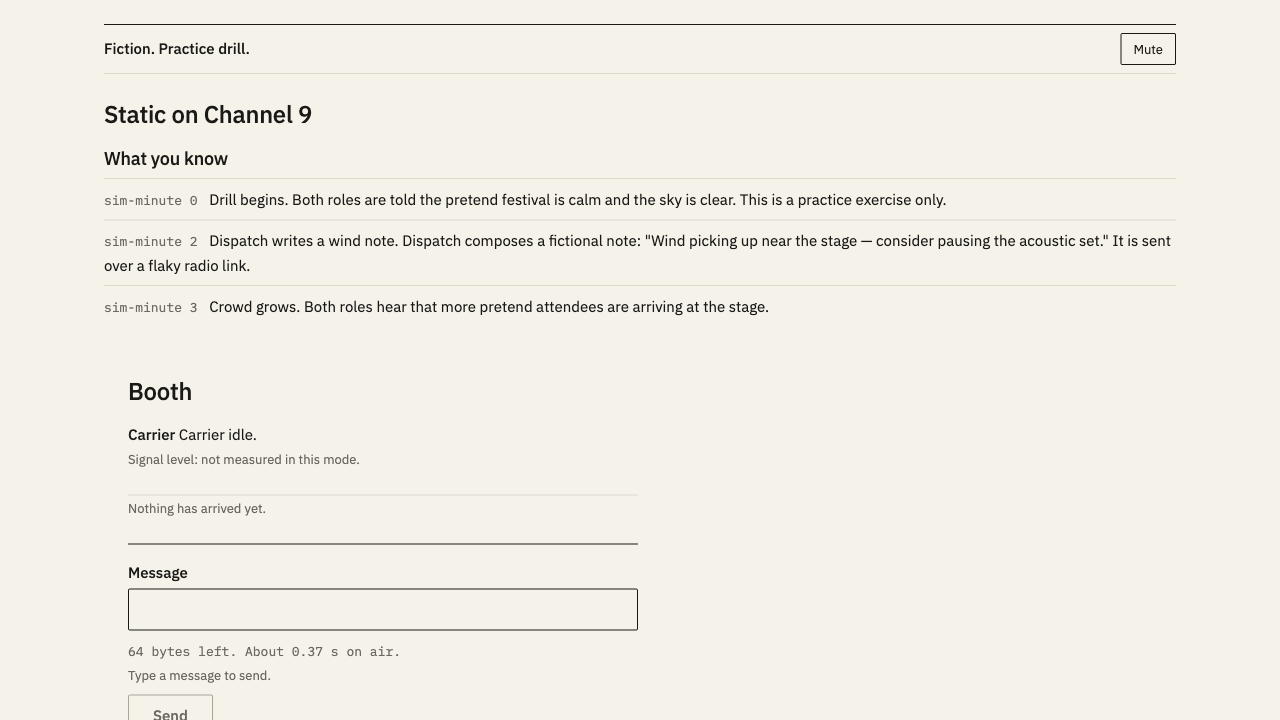 Fiction. Practice drill.
Mute
Static on Channel 9
What you know
sim-minute 0 Drill begins. Both roles are told the pretend festival is calm and the sky is clear. This is a practice exercise only.
sim-minute 2 Dispatch writes a wind note. Dispatch composes a fictional note: "Wind picking up near the stage — consider pausing the acoustic set." It is sent
over a flaky radio link.
sim-minute 3 Crowd grows. Both roles hear that more pretend attendees are arriving at the stage.
Booth
Carrier Carrier idle.
Signal level: not measured in this mode.
Nothing has arrived yet.
Message
64 bytes left. About 0.37 s on air.
Type a message to send.
Send